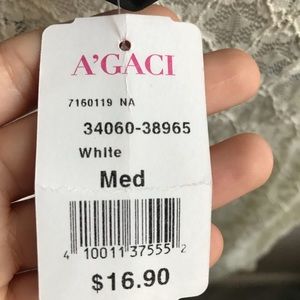 A'GACI
7160119 NA
34060-38965
White
Med
4 10011 37555 2
$16.90